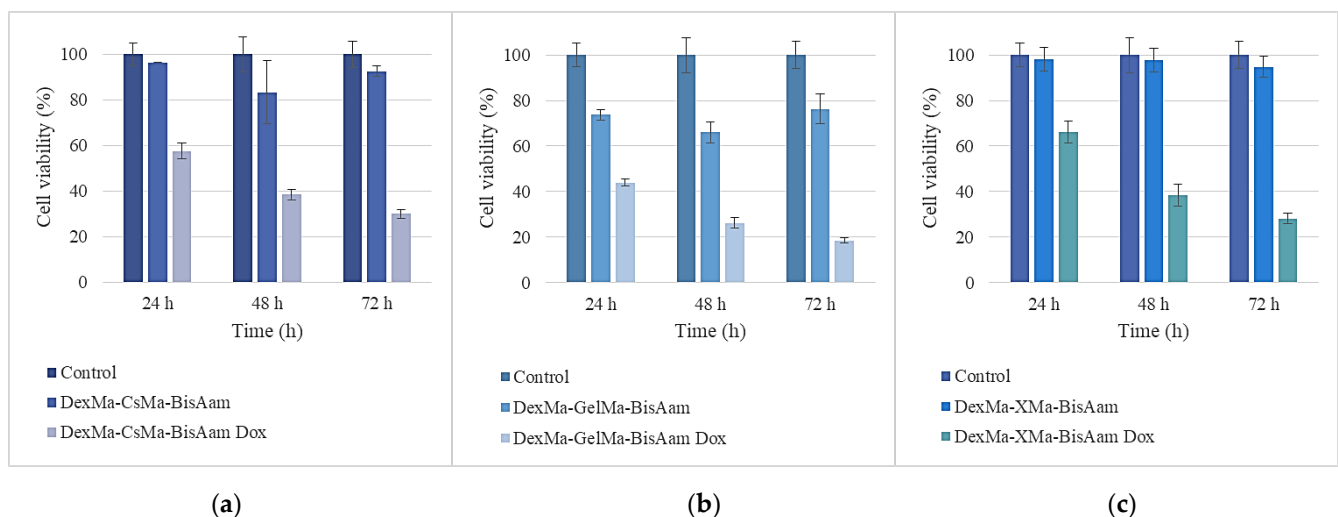 Cell viability (%)
100
80
60
40
20
0
24 h 48 h 72 h
Time (h)
Control
DexMa-CsMa-BisAam
DexMa-CsMa-BisAam Dox
(a)
Cell viability (%)
100
80
60
40
20
0
24 h 48 h 72 h
Time (h)
Control
DexMa-GelMa-BisAam
DexMa-GelMa-BisAam Dox
(b)
Cell viability (%)
100
80
60
40
20
0
24 h 48 h 72 h
Time (h)
Control
DexMa-XMa-BisAam
DexMa-XMa-BisAam Dox
(c)